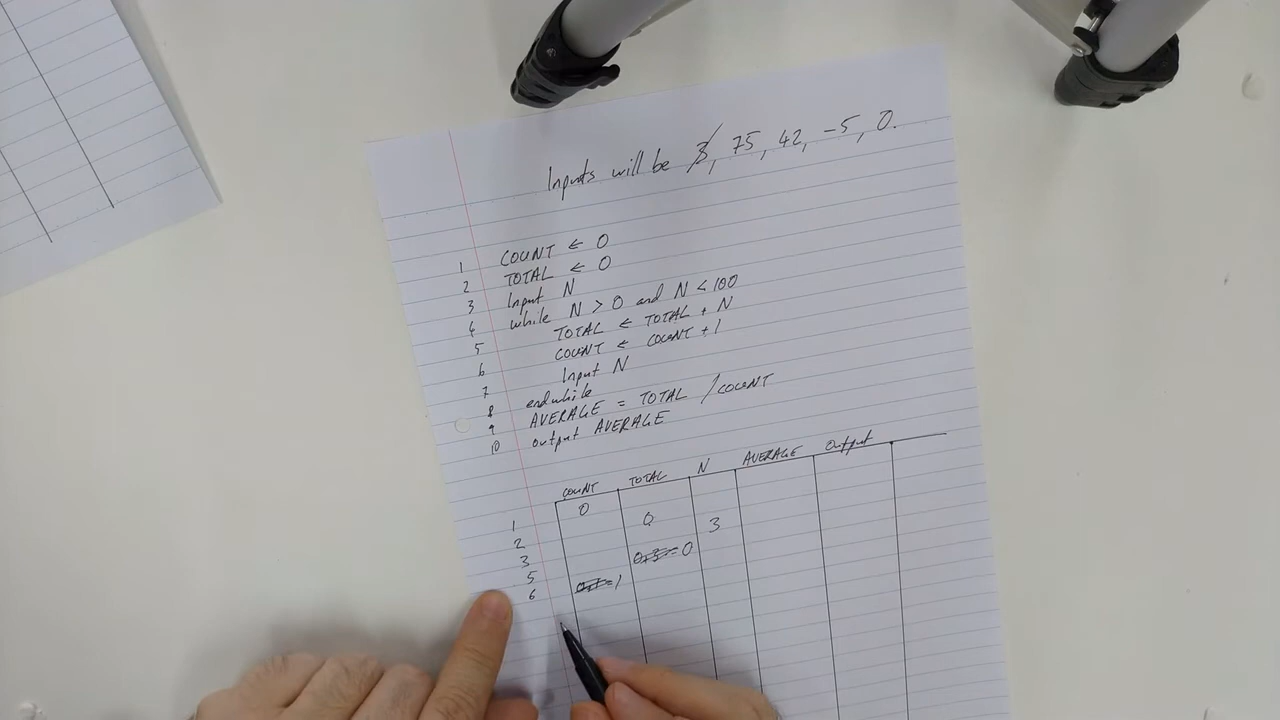 Inputs will be 3, 75, 42, -5, 0.
1 COUNT ← 0
2 TOTAL ← 0
3 Input N
4 while N > 0 and N < 100
5 TOTAL ← TOTAL + N
6 COUNT ← COUNT + 1
7 Input N
8 endwhile
9 AVERAGE = TOTAL / COUNT
10 output AVERAGE
COUNT TOTAL N AVERAGE Output
1 0
2 0
3 3
5 0+3=0
6 =1